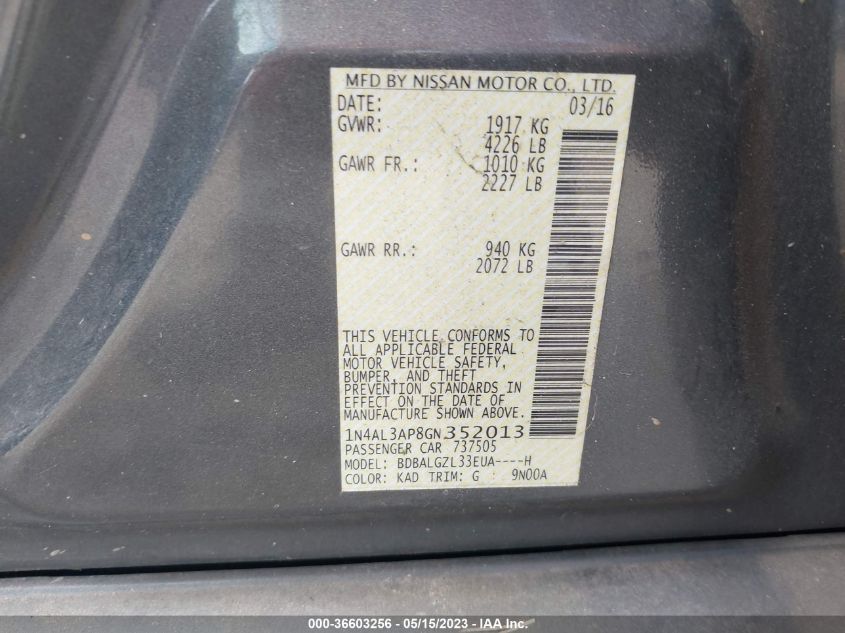 MFD BY NISSAN MOTOR CO., LTD.
DATE: 03/16
GVWR: 1917 KG
4226 LB
GAWR FR.: 1010 KG
2227 LB
GAWR RR.: 940 KG
2072 LB
THIS VEHICLE CONFORMS TO
ALL APPLICABLE FEDERAL
MOTOR VEHICLE SAFETY,
BUMPER, AND THEFT
PREVENTION STANDARDS IN
EFFECT ON THE DATE OF
MANUFACTURE SHOWN ABOVE.
1N4AL3AP8GN352013
PASSENGER CAR 737505
MODEL: BDBALGZL33EUA----H
COLOR: KAD TRIM: G 9N00A
000-36603256 - 05/15/2023 - IAA Inc.